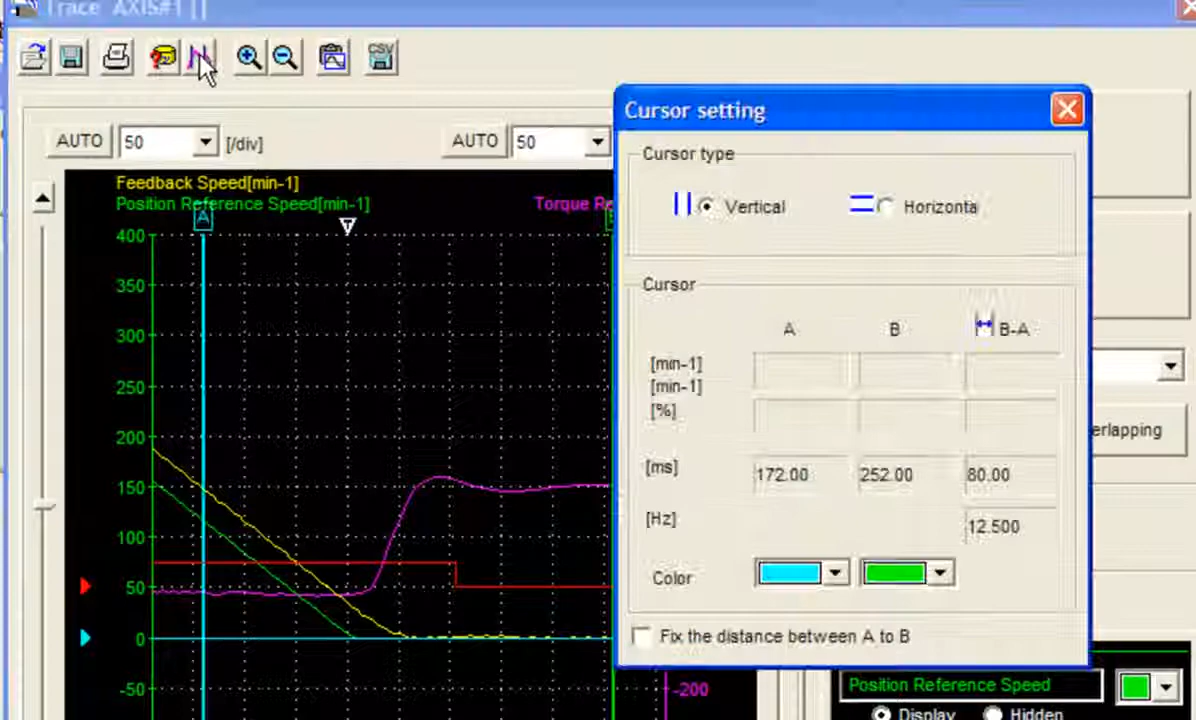 Trace AXIS#1 []
CSV
AUTO 50 [/div]
AUTO 50
Feedback Speed[min-1]
Position Reference Speed[min-1]
Torque Re
A
400
350
300
250
200
150
100
50
0
-50
-200
Cursor setting
Cursor type
Vertical
Horizonta
Cursor
A B B-A
[min-1]
[min-1]
[%]
[ms] 172.00 252.00 80.00
[Hz] 12.500
Color
Fix the distance between A to B
erlapping
Position Reference Speed
Display Hidden